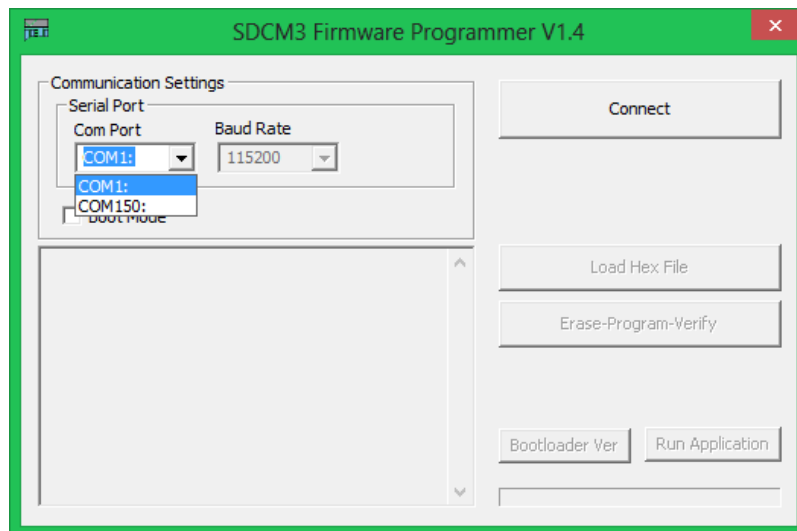 SDCM3 Firmware Programmer V1.4
Communication Settings
Serial Port
Com Port
Baud Rate
COM1:
115200
COM1:
COM150:
Boot Mode
Connect
Load Hex File
Erase-Program-Verify
Bootloader Ver
Run Application